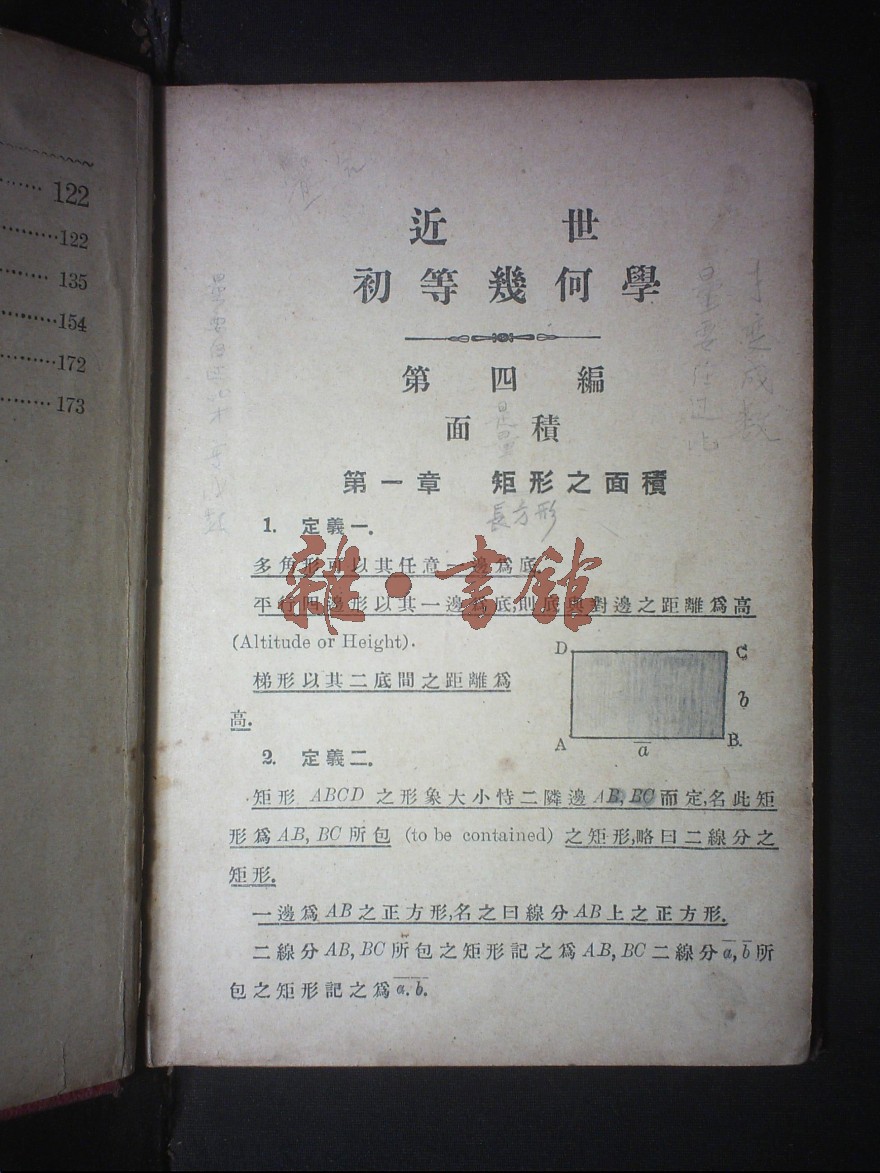 122
122
135
154
172
173
近世
初等幾何學
第四編
面積
第一章 矩形之面積
長方形
1. 定義一.
多角形可以其任意一邊爲底.
平行四邊形以其一邊爲底,則底與對邊之距離爲高
(Altitude or Height).
梯形以其二底間之距離爲
高.
D C
b
A a B
2. 定義二.
矩形 ABCD 之形象大小恃二隣邊 AB, BC 而定,名此矩
形爲 AB, BC 所包 (to be contained) 之矩形,略曰二線分之
矩形.
一邊爲 AB 之正方形,名之曰線分 AB 上之正方形.
二線分 AB, BC 所包之矩形記之爲 AB, BC 二線分 a̅, b̅ 所
包之矩形記之爲 a̅.b̅.
雜·書館